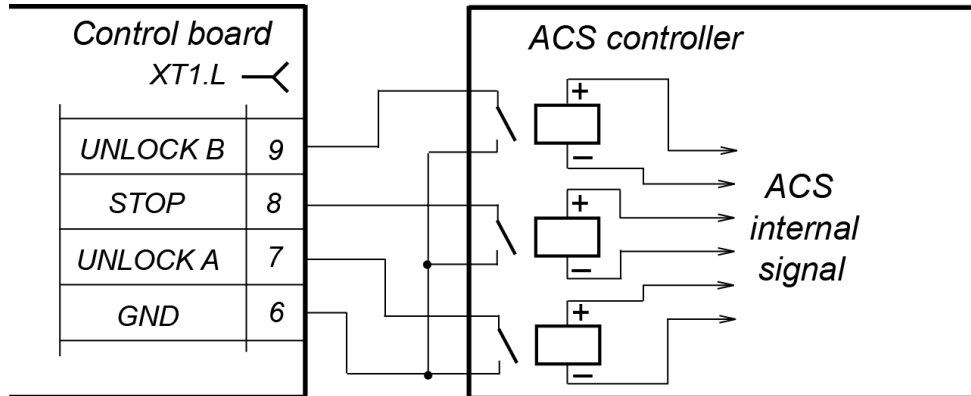 Control board
XT1.L
UNLOCK B 9
STOP 8
UNLOCK A 7
GND 6
ACS controller
+
−
+
−
+
−
ACS
internal
signal